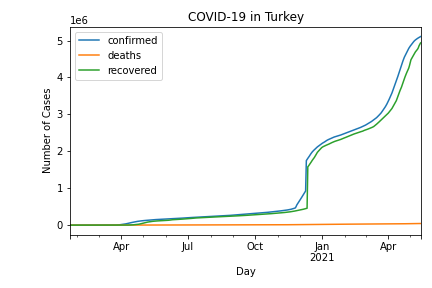 COVID-19 in Turkey
1e6
confirmed
deaths
recovered
5
4
3
2
1
0
Number of Cases
Apr
Jul
Oct
Jan
2021
Apr
Day